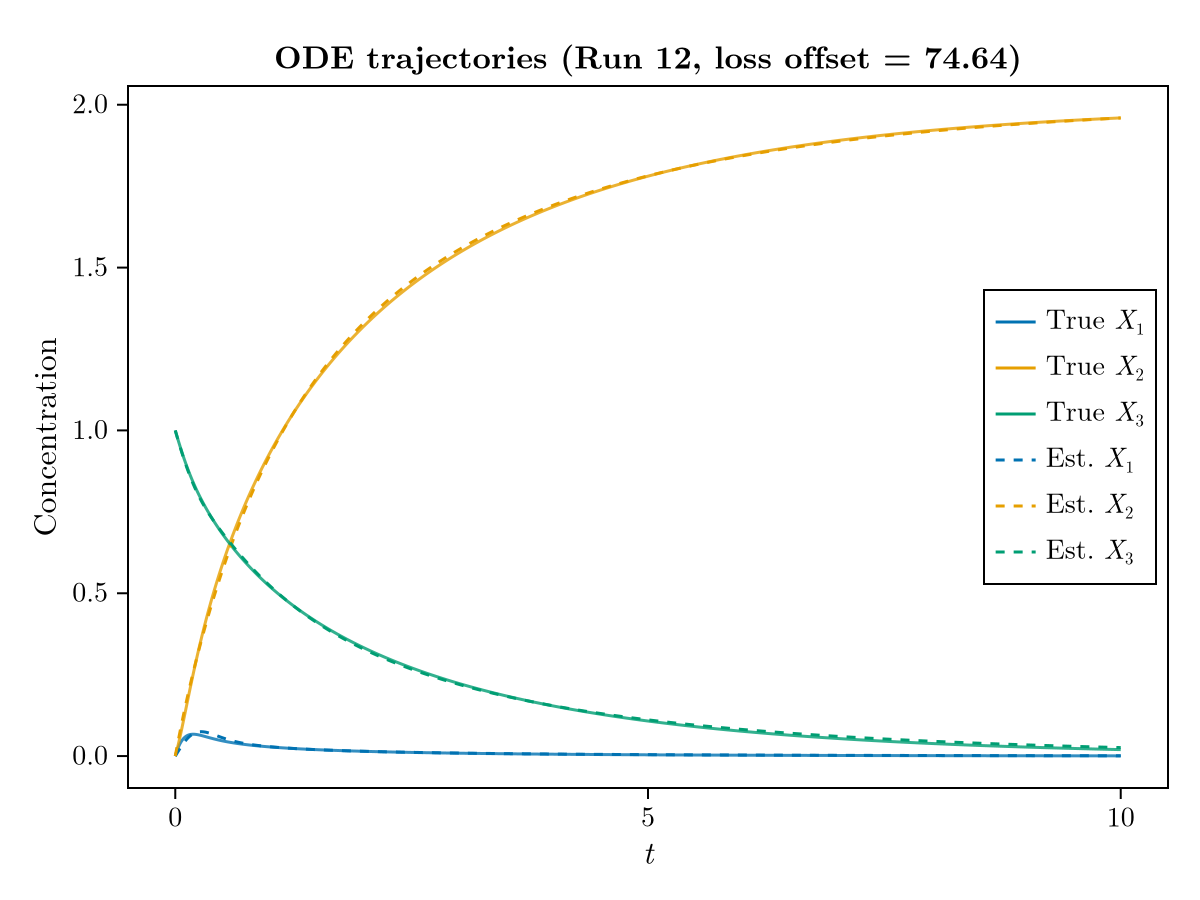 ODE trajectories (Run 12, loss offset = 74.64)
2.0
1.5
1.0
0.5
0.0
Concentration
0
5
10
t
True X₁
True X₂
True X₃
Est. X₁
Est. X₂
Est. X₃